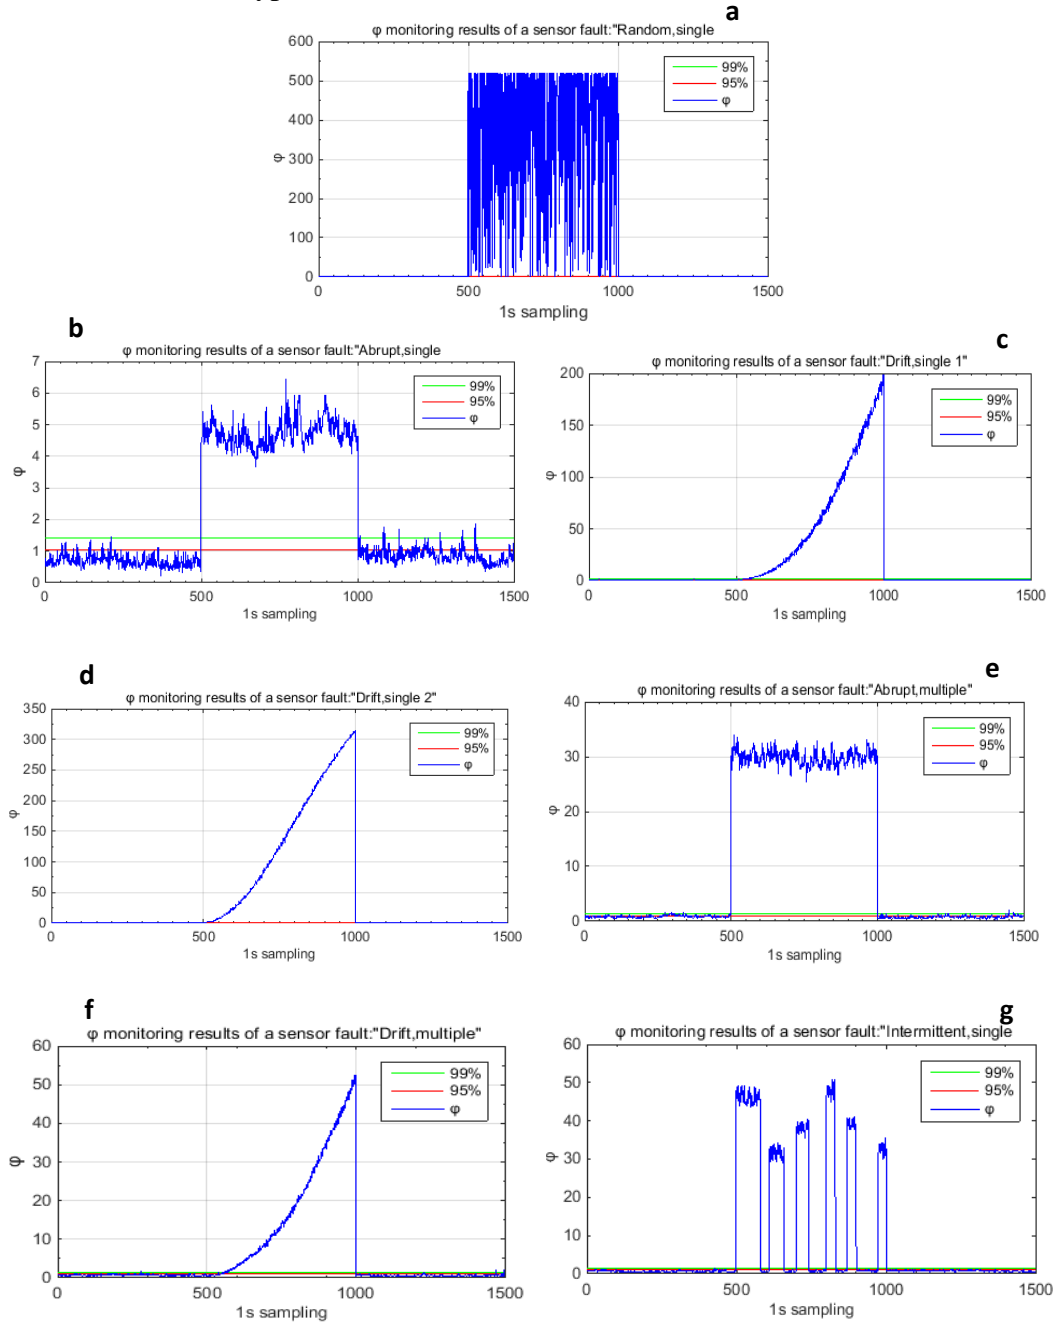 a
φ monitoring results of a sensor fault:"Random,single
600
500
400
300
200
100
0
φ
99%
95%
φ
0
500
1000
1500
1s sampling
b
φ monitoring results of a sensor fault:"Abrupt,single
7
6
5
4
3
2
1
0
φ
99%
95%
φ
0
500
1000
1500
1s sampling
c
φ monitoring results of a sensor fault:"Drift,single 1"
200
150
100
50
0
φ
99%
95%
φ
0
500
1000
1500
1s sampling
d
φ monitoring results of a sensor fault:"Drift,single 2"
350
300
250
200
150
100
50
0
φ
99%
95%
φ
0
500
1000
1500
1s sampling
e
φ monitoring results of a sensor fault:"Abrupt,multiple"
40
30
20
10
0
φ
99%
95%
φ
0
500
1000
1500
1s sampling
f
φ monitoring results of a sensor fault:"Drift,multiple"
60
50
40
30
20
10
0
φ
99%
95%
φ
0
500
1000
1500
1s sampling
g
φ monitoring results of a sensor fault:"Intermittent,single
60
50
40
30
20
10
0
φ
99%
95%
φ
0
500
1000
1500
1s sampling